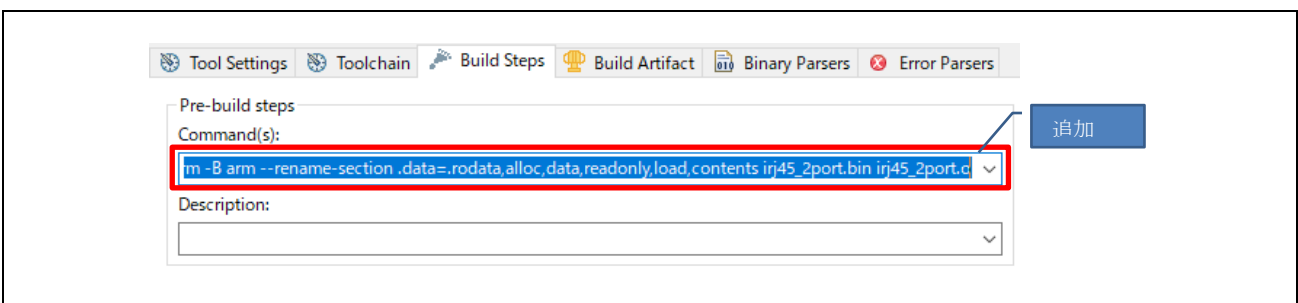 Tool Settings Toolchain Build Steps Build Artifact Binary Parsers Error Parsers
Pre-build steps
Command(s):
追加
rm -B arm --rename-section .data=.rodata,alloc,data,readonly,load,contents irj45_2port.bin irj45_2port.o
Description: